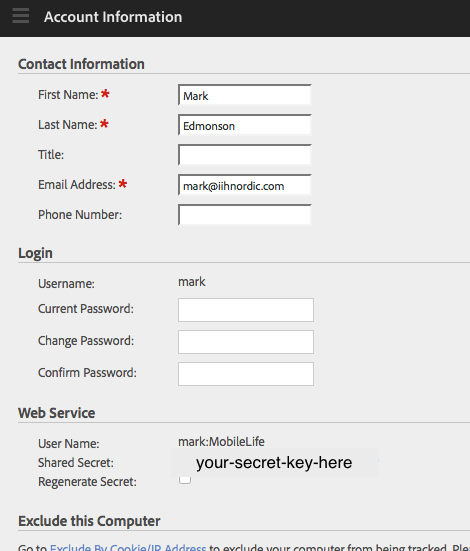 Account Information
Contact Information
First Name: * Mark
Last Name: * Edmonson
Title:
Email Address: * mark@iihnordic.com
Phone Number:
Login
Username: mark
Current Password:
Change Password:
Confirm Password:
Web Service
User Name: mark:MobileLife
Shared Secret: your-secret-key-here
Regenerate Secret:
Exclude this Computer
Go to Exclude By Cookie/IP Address to exclude your computer from being tracked.